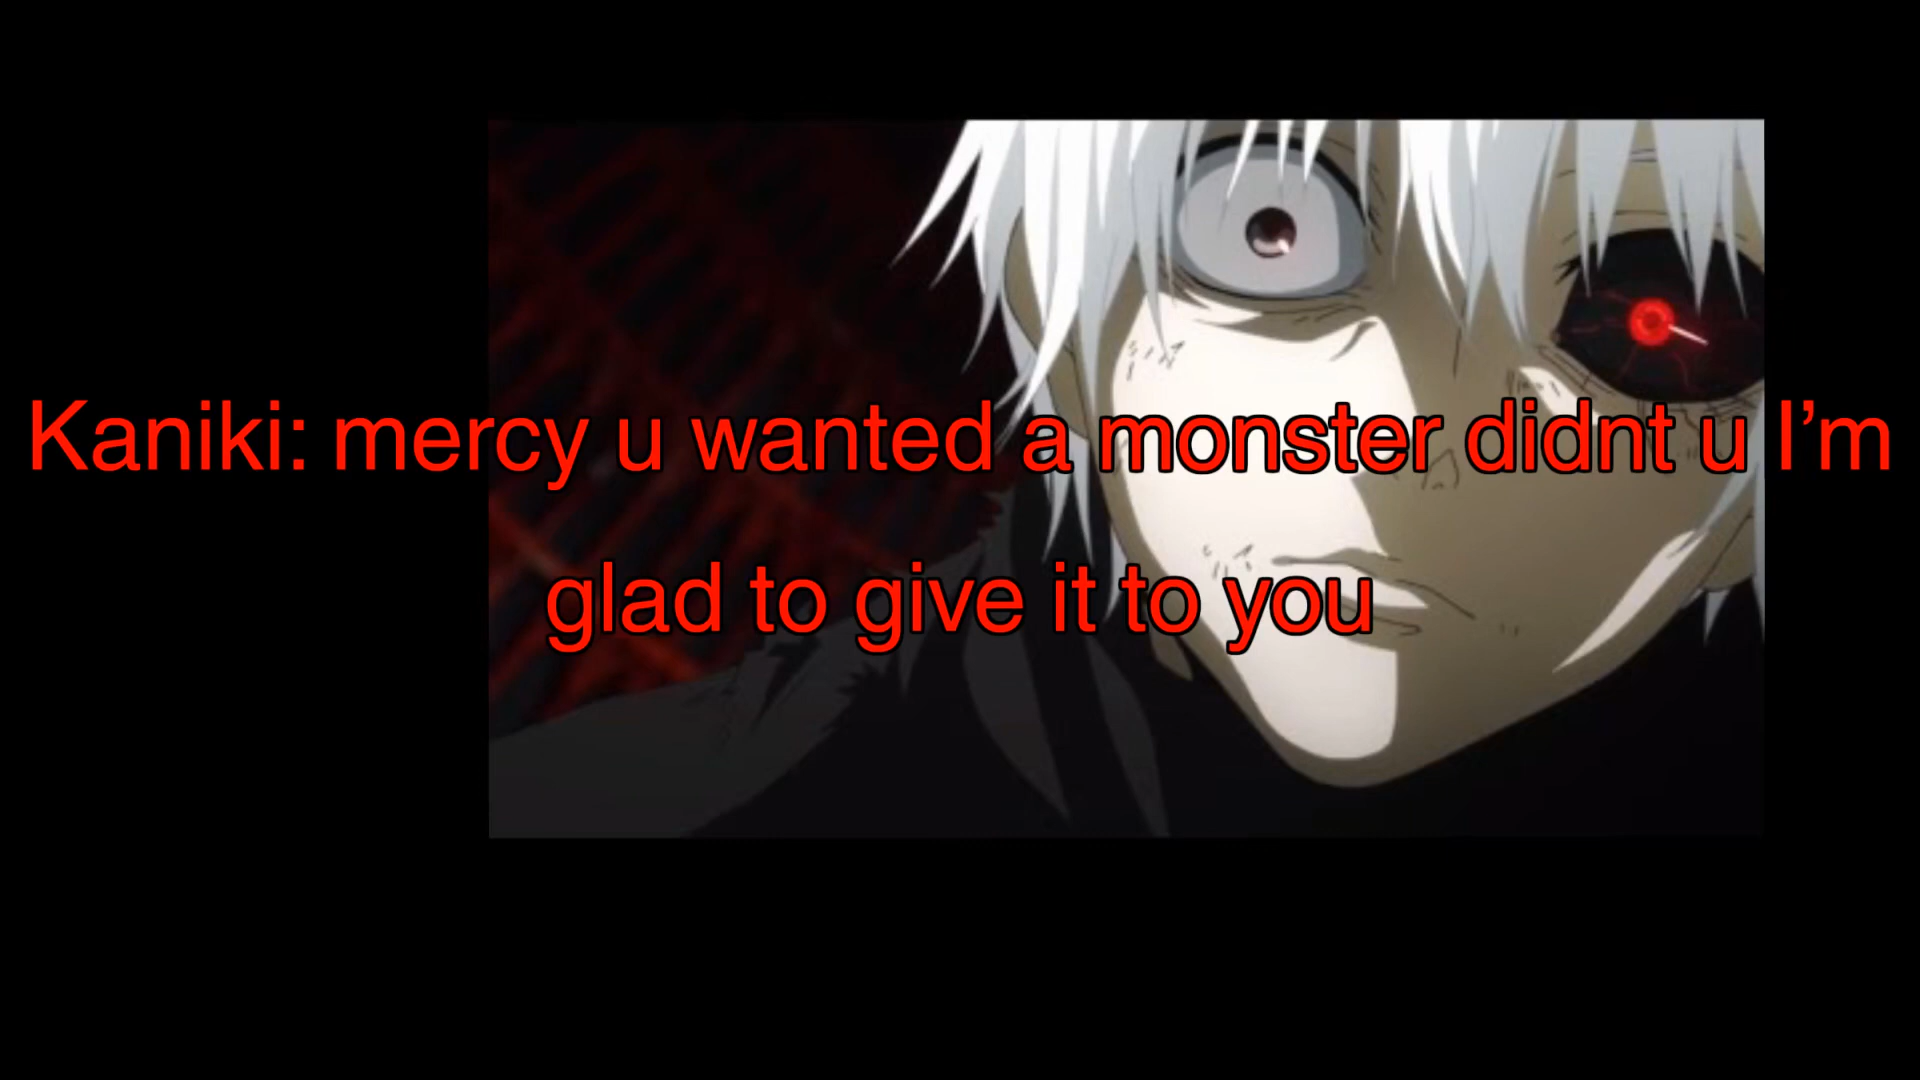 Kaniki: mercy u wanted a monster didnt u I’m
glad to give it to you